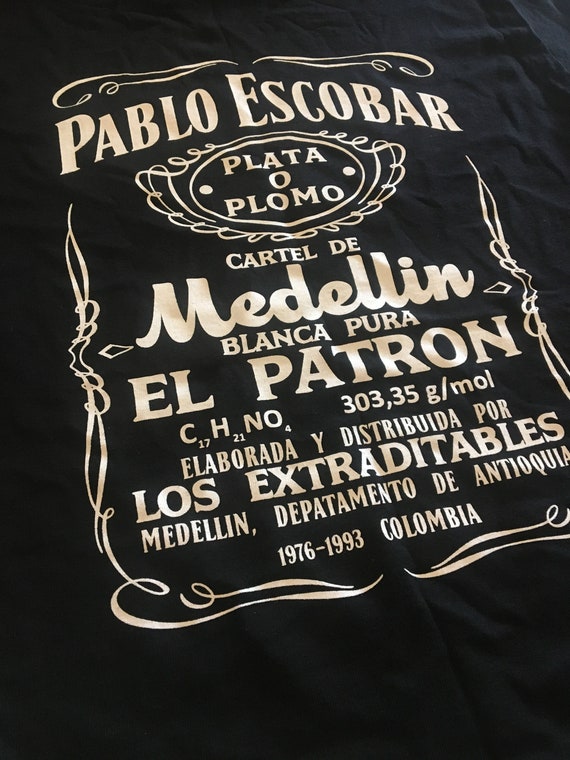 PABLO ESCOBAR
PLATA
O
PLOMO
CARTEL DE
Medellin
BLANCA PURA
EL PATRON
C₁₇H₂₁NO₄ 303,35 g/mol
ELABORADA Y DISTRIBUIDA POR
LOS EXTRADITABLES
MEDELLIN, DEPATAMENTO DE ANTIOQUIA
1976-1993 COLOMBIA